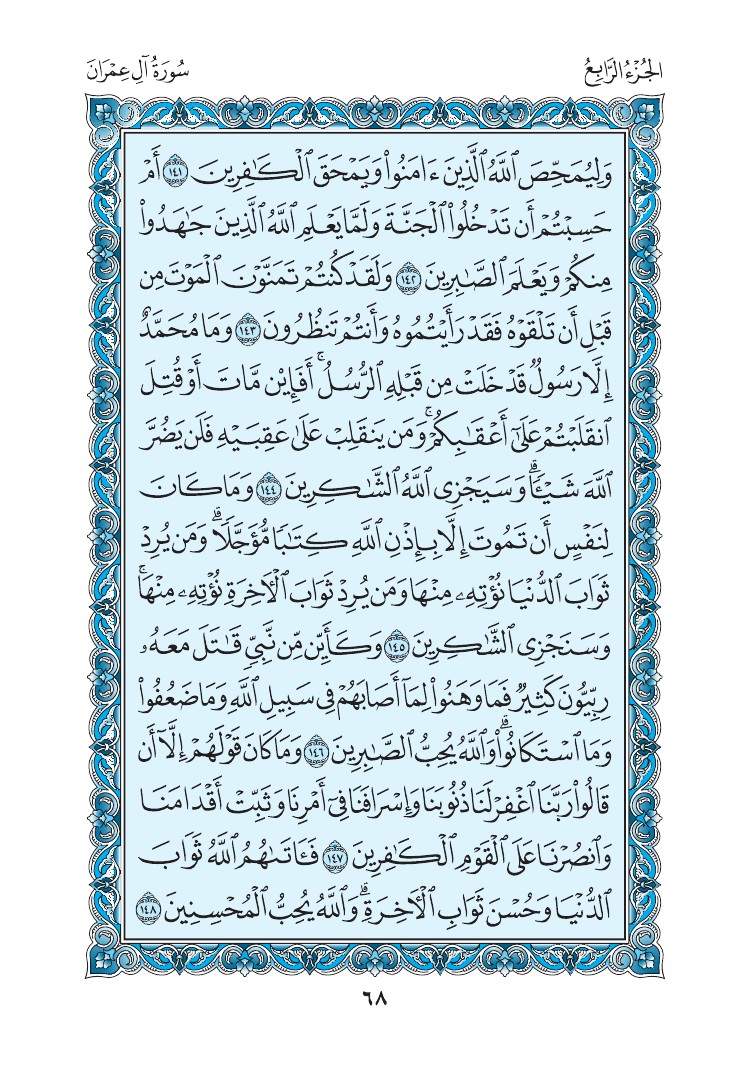 الجُزْءُ الرَّابِعُ
سُورَةُ آلِ عِمْرَانَ
وَلِيُمَحِّصَ ٱللَّهُ ٱلَّذِينَ ءَامَنُوا۟ وَيَمْحَقَ ٱلْكَـٰفِرِينَ ١٤١ أَمْ
حَسِبْتُمْ أَن تَدْخُلُوا۟ ٱلْجَنَّةَ وَلَمَّا يَعْلَمِ ٱللَّهُ ٱلَّذِينَ جَـٰهَدُوا۟
مِنكُمْ وَيَعْلَمَ ٱلصَّـٰبِرِينَ ١٤٢ وَلَقَدْ كُنتُمْ تَمَنَّوْنَ ٱلْمَوْتَ مِن
قَبْلِ أَن تَلْقَوْهُ فَقَدْ رَأَيْتُمُوهُ وَأَنتُمْ تَنظُرُونَ ١٤٣ وَمَا مُحَمَّدٌ
إِلَّا رَسُولٌ قَدْ خَلَتْ مِن قَبْلِهِ ٱلرُّسُلُ ۚ أَفَإِي۟ن مَّاتَ أَوْ قُتِلَ
ٱنقَلَبْتُمْ عَلَىٰٓ أَعْقَـٰبِكُمْ ۚ وَمَن يَنقَلِبْ عَلَىٰ عَقِبَيْهِ فَلَن يَضُرَّ
ٱللَّهَ شَيْـًٔا ۗ وَسَيَجْزِى ٱللَّهُ ٱلشَّـٰكِرِينَ ١٤٤ وَمَا كَانَ
لِنَفْسٍ أَن تَمُوتَ إِلَّا بِإِذْنِ ٱللَّهِ كِتَـٰبًا مُّؤَجَّلًا ۗ وَمَن يُرِدْ
ثَوَابَ ٱلدُّنْيَا نُؤْتِهِۦ مِنْهَا وَمَن يُرِدْ ثَوَابَ ٱلْـَٔاخِرَةِ نُؤْتِهِۦ مِنْهَا ۚ
وَسَنَجْزِى ٱلشَّـٰكِرِينَ ١٤٥ وَكَأَيِّن مِّن نَّبِىٍّ قَـٰتَلَ مَعَهُۥ
رِبِّيُّونَ كَثِيرٌ فَمَا وَهَنُوا۟ لِمَآ أَصَابَهُمْ فِى سَبِيلِ ٱللَّهِ وَمَا ضَعُفُوا۟
وَمَا ٱسْتَكَانُوا۟ ۗ وَٱللَّهُ يُحِبُّ ٱلصَّـٰبِرِينَ ١٤٦ وَمَا كَانَ قَوْلَهُمْ إِلَّآ أَن
قَالُوا۟ رَبَّنَا ٱغْفِرْ لَنَا ذُنُوبَنَا وَإِسْرَافَنَا فِىٓ أَمْرِنَا وَثَبِّتْ أَقْدَامَنَا
وَٱنصُرْنَا عَلَى ٱلْقَوْمِ ٱلْكَـٰفِرِينَ ١٤٧ فَـَٔاتَىٰهُمُ ٱللَّهُ ثَوَابَ
ٱلدُّنْيَا وَحُسْنَ ثَوَابِ ٱلْـَٔاخِرَةِ ۗ وَٱللَّهُ يُحِبُّ ٱلْمُحْسِنِينَ ١٤٨
٦٨